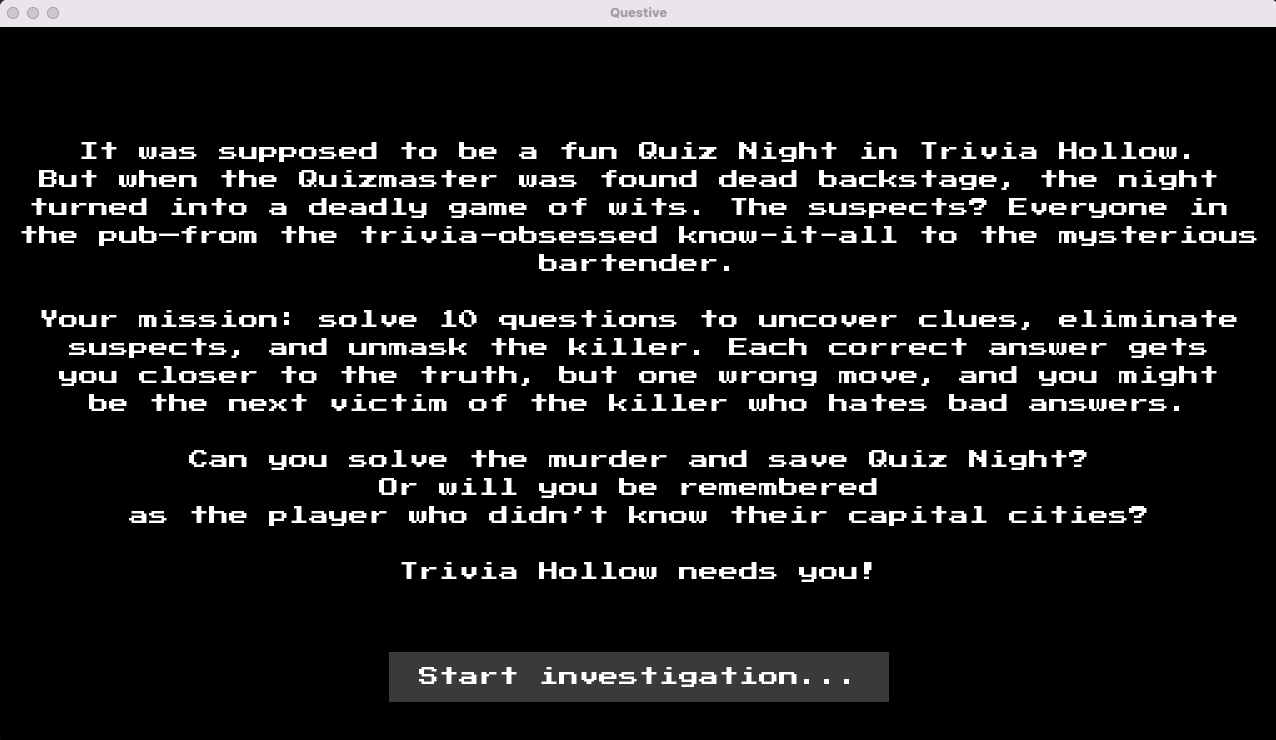 Questive
It was supposed to be a fun Quiz Night in Trivia Hollow.
But when the Quizmaster was found dead backstage, the night
turned into a deadly game of wits. The suspects? Everyone in
the pub—from the trivia-obsessed know-it-all to the mysterious
bartender.
Your mission: solve 10 questions to uncover clues, eliminate
suspects, and unmask the killer. Each correct answer gets
you closer to the truth, but one wrong move, and you might
be the next victim of the killer who hates bad answers.
Can you solve the murder and save Quiz Night?
Or will you be remembered
as the player who didn't know their capital cities?
Trivia Hollow needs you!
Start investigation...